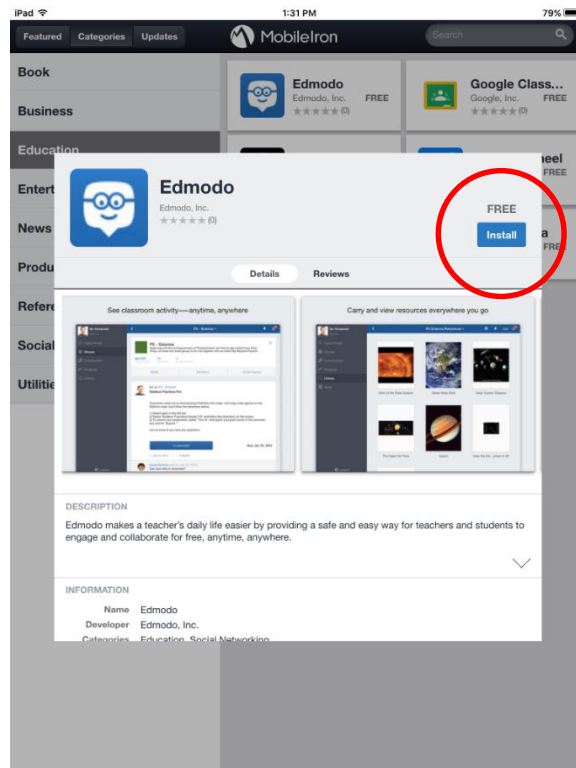 iPad 1:31 PM 79%
Featured Categories Updates MobileIron Search
Book
Business
Education
Entert
News
Produ
Refere
Social
Utilitie
Edmodo
Edmodo, Inc. FREE
(0)
Google Class...
Google, Inc. FREE
(0)
heel
FREE
a
FREE
Edmodo
Edmodo, Inc.
(0)
FREE
Install
Details Reviews
See classroom activity—anytime, anywhere
Carry and view resources everywhere you go
DESCRIPTION
Edmodo makes a teacher's daily life easier by providing a safe and easy way for teachers and students to
engage and collaborate for free, anytime, anywhere.
INFORMATION
Name Edmodo
Developer Edmodo, Inc.
Categories Education, Social Networking